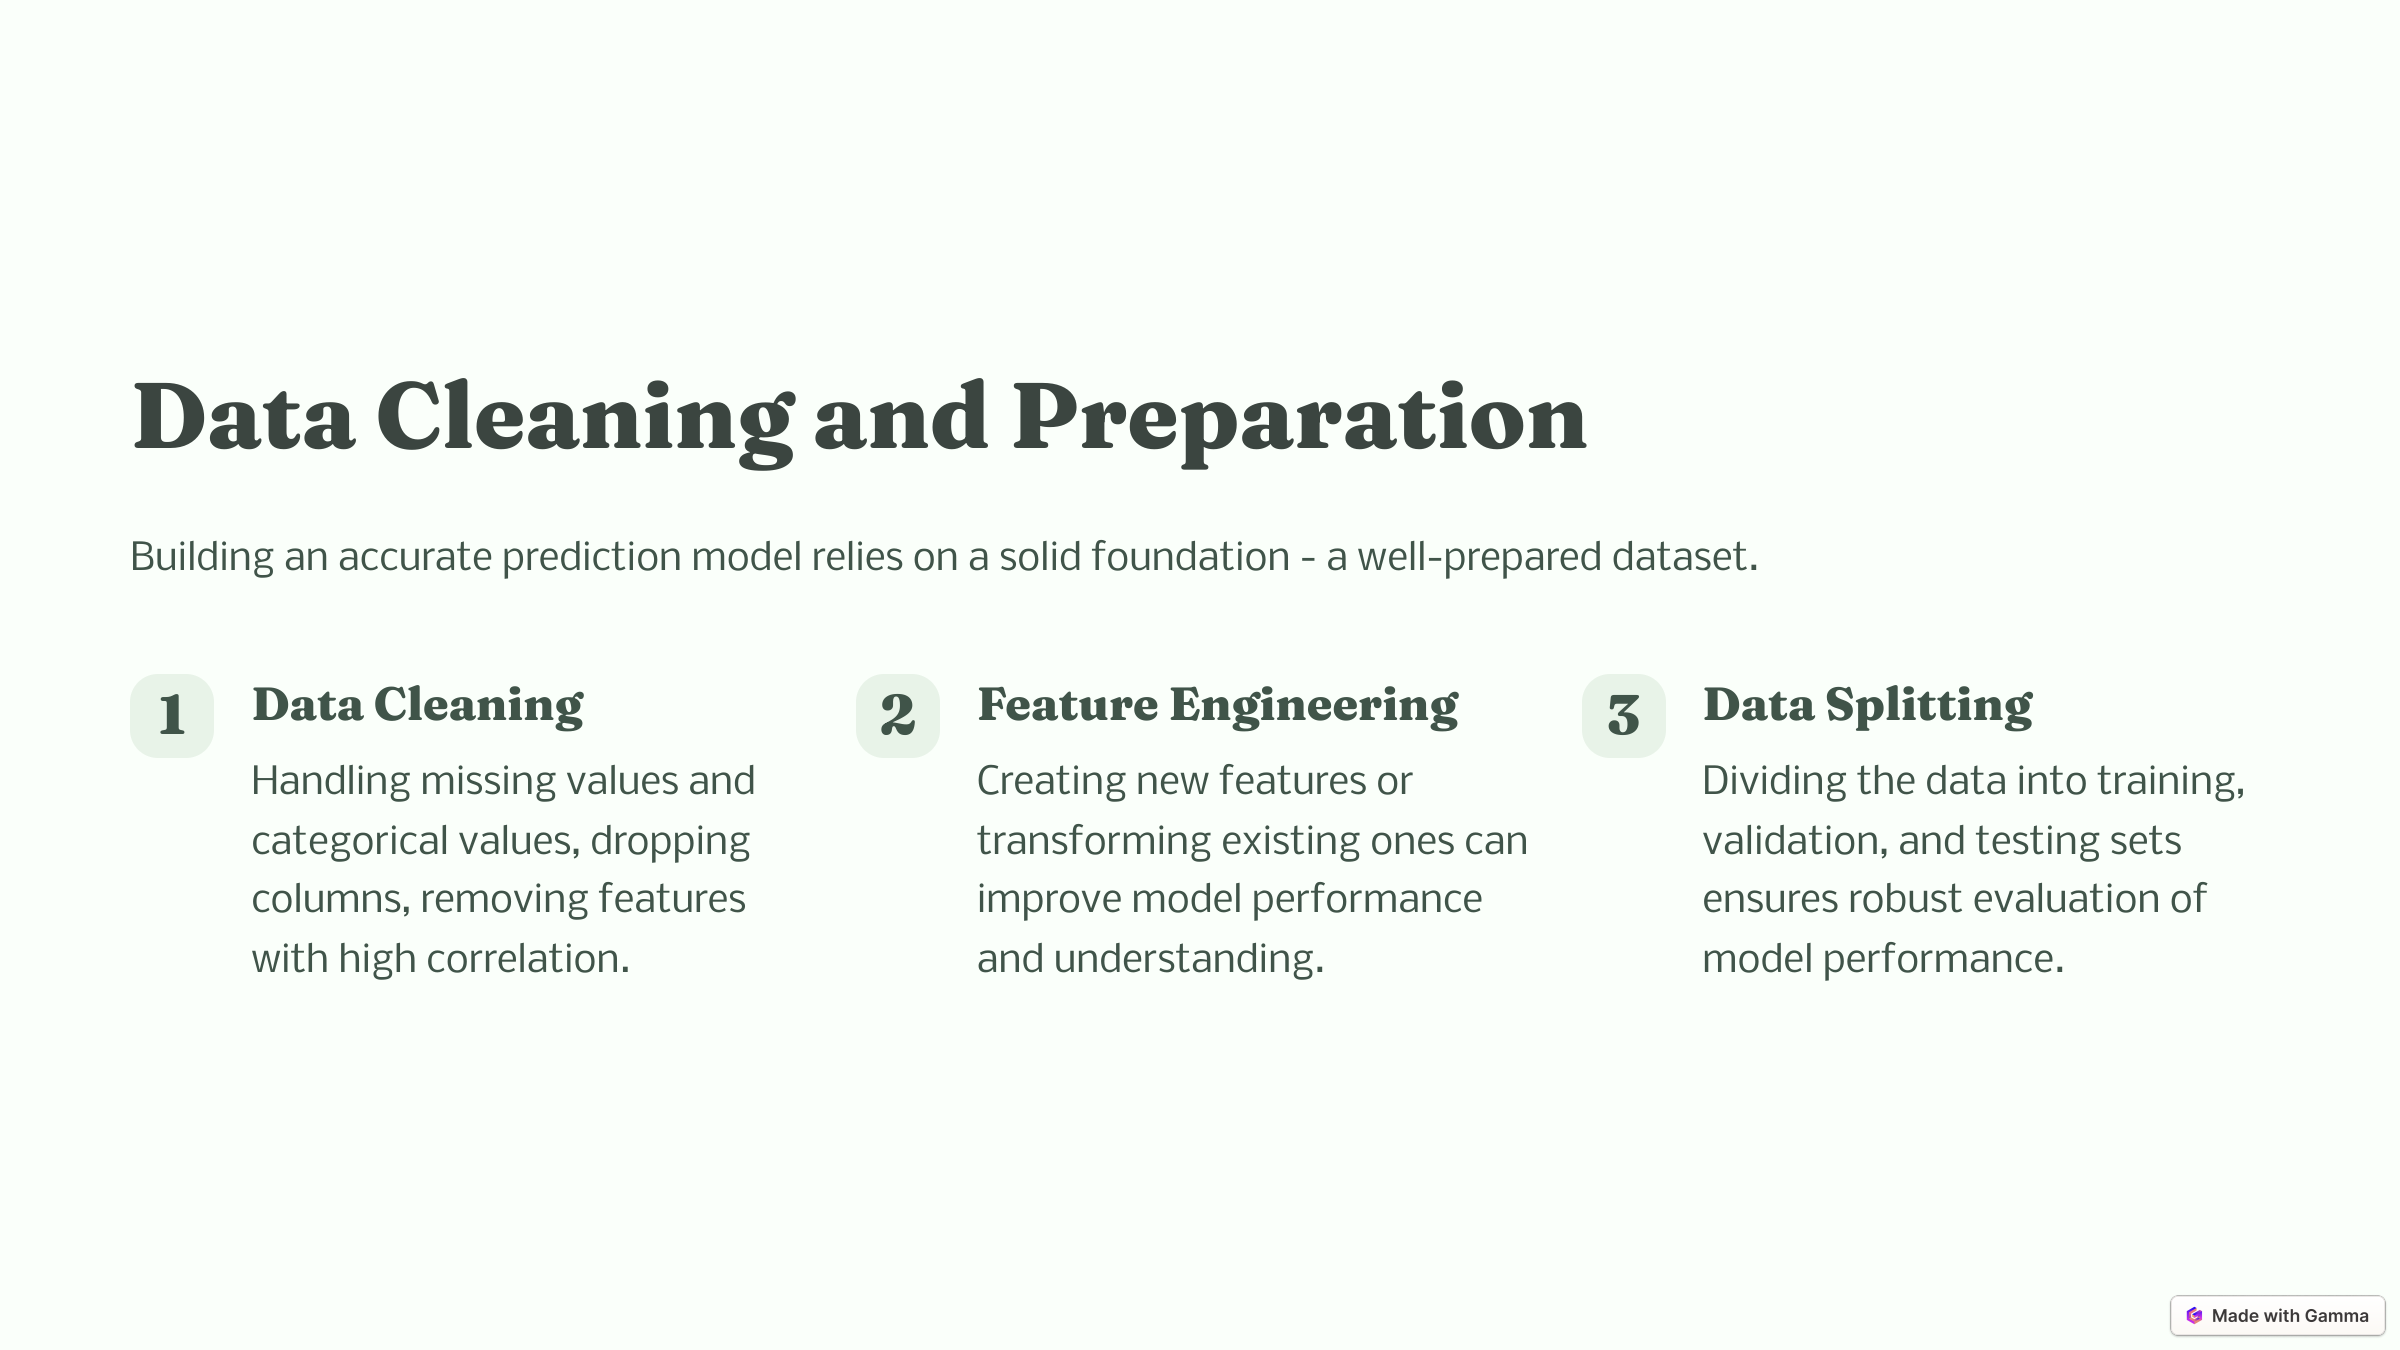 Data Cleaning and Preparation
Building an accurate prediction model relies on a solid foundation - a well-prepared dataset.
1
Data Cleaning
Handling missing values and
categorical values, dropping
columns, removing features
with high correlation.
2
Feature Engineering
Creating new features or
transforming existing ones can
improve model performance
and understanding.
3
Data Splitting
Dividing the data into training,
validation, and testing sets
ensures robust evaluation of
model performance.
Made with Gamma